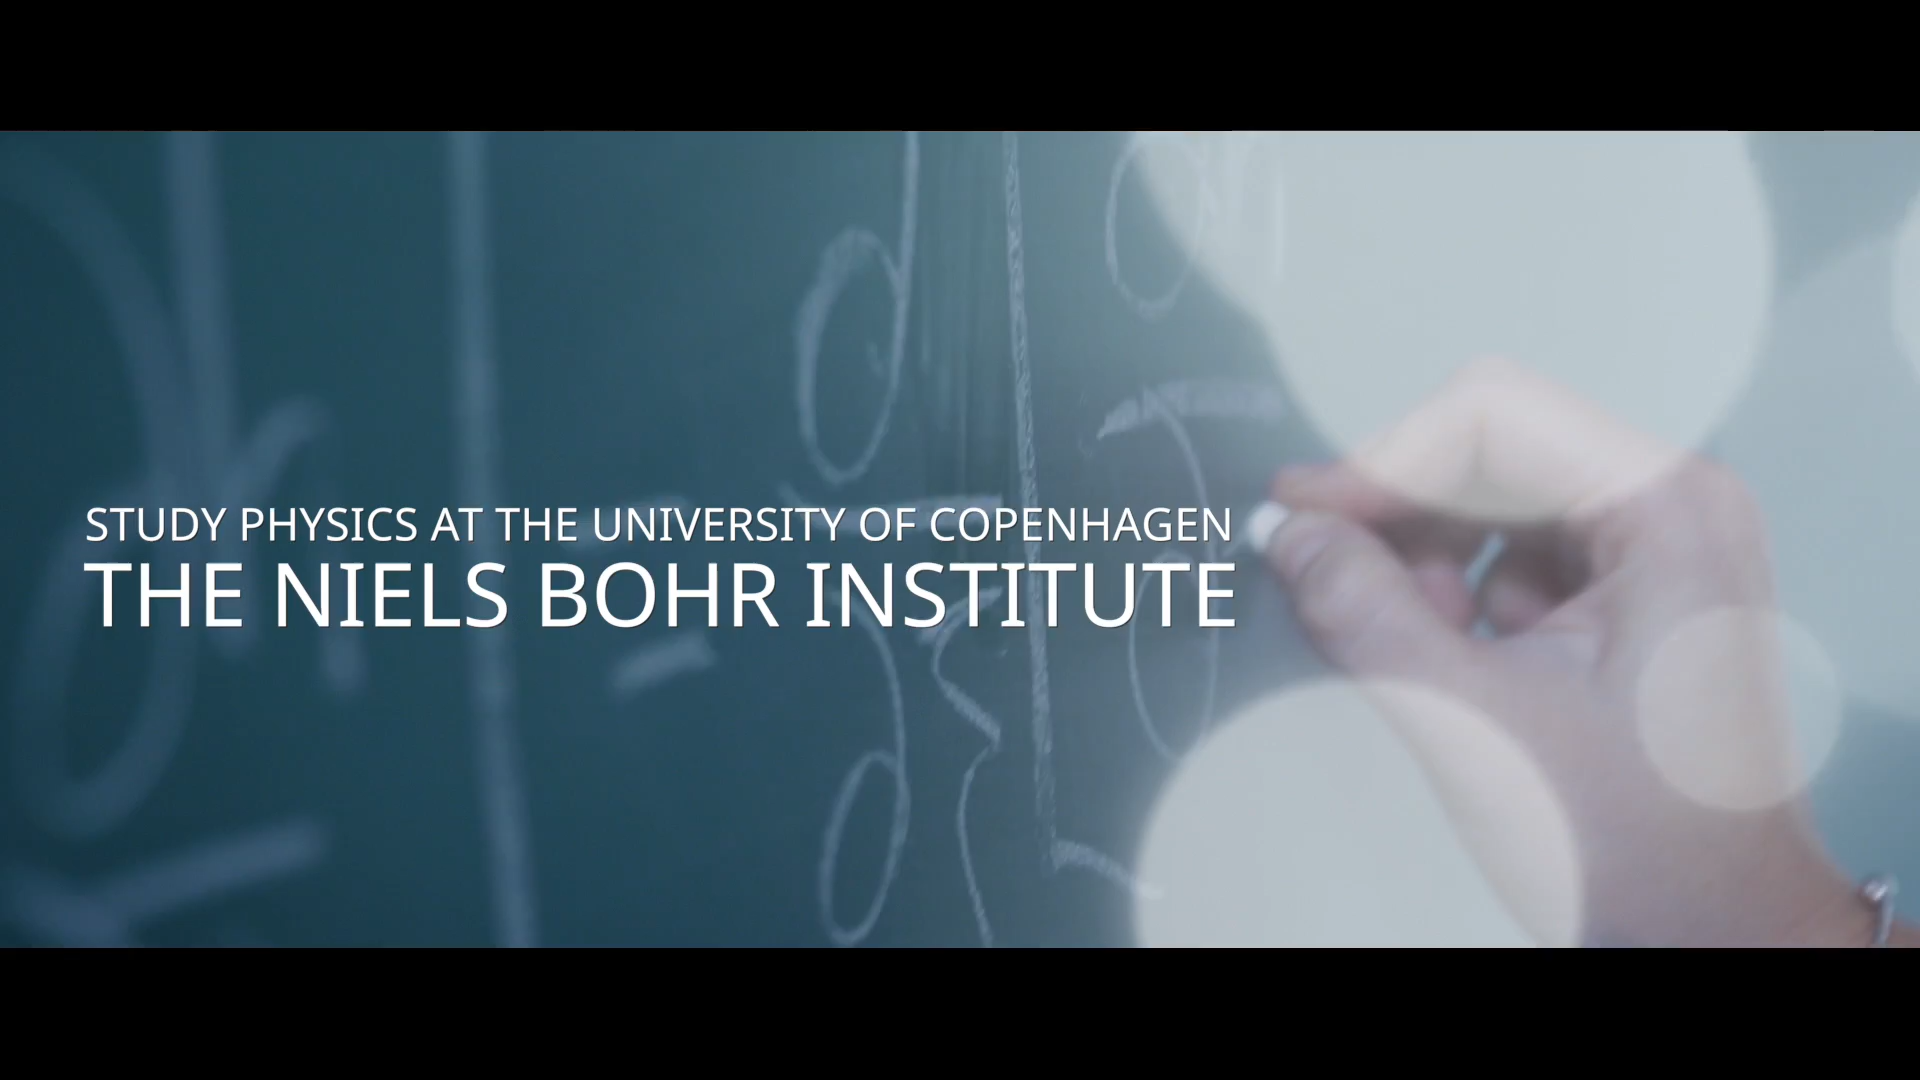 STUDY PHYSICS AT THE UNIVERSITY OF COPENHAGEN
THE NIELS BOHR INSTITUTE